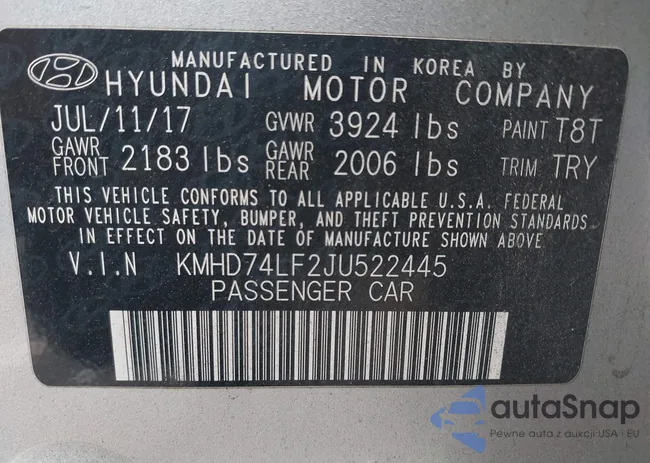 MANUFACTURED IN KOREA BY
HYUNDAI MOTOR COMPANY
JUL/11/17 GVWR 3924 lbs PAINT T8T
GAWR FRONT 2183 lbs GAWR REAR 2006 lbs TRIM TRY
THIS VEHICLE CONFORMS TO ALL APPLICABLE U.S.A. FEDERAL
MOTOR VEHICLE SAFETY, BUMPER, AND THEFT PREVENTION STANDARDS
IN EFFECT ON THE DATE OF MANUFACTURE SHOWN ABOVE.
V.I.N KMHD74LF2JU522445
PASSENGER CAR
autaSnap
Pewne auta z aukcji USA i EU